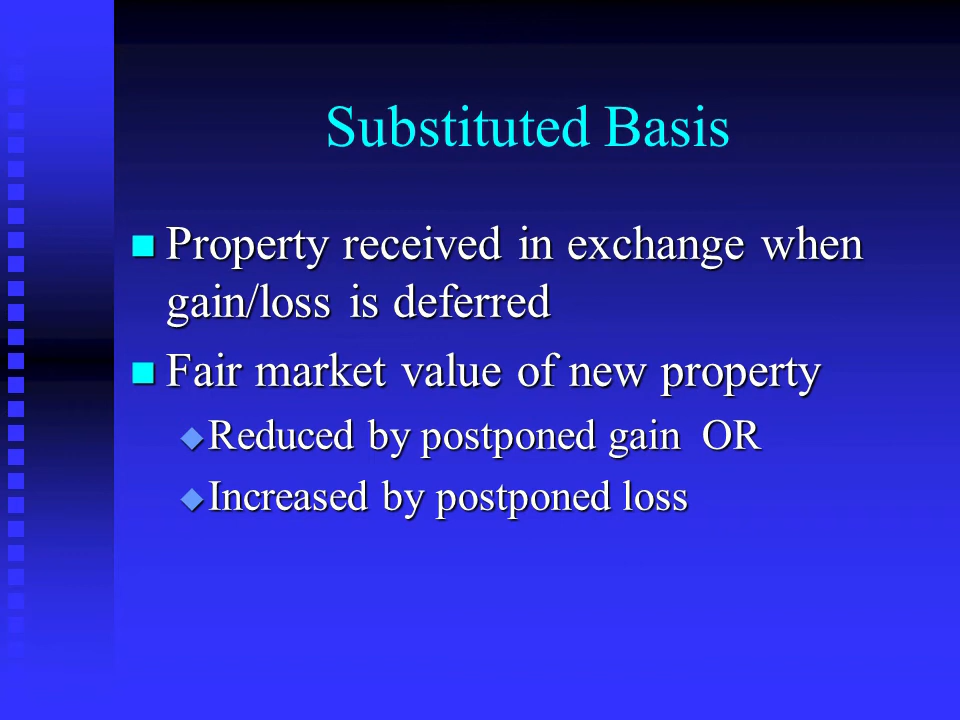 Substituted Basis
Property received in exchange when
gain/loss is deferred
Fair market value of new property
Reduced by postponed gain OR
Increased by postponed loss